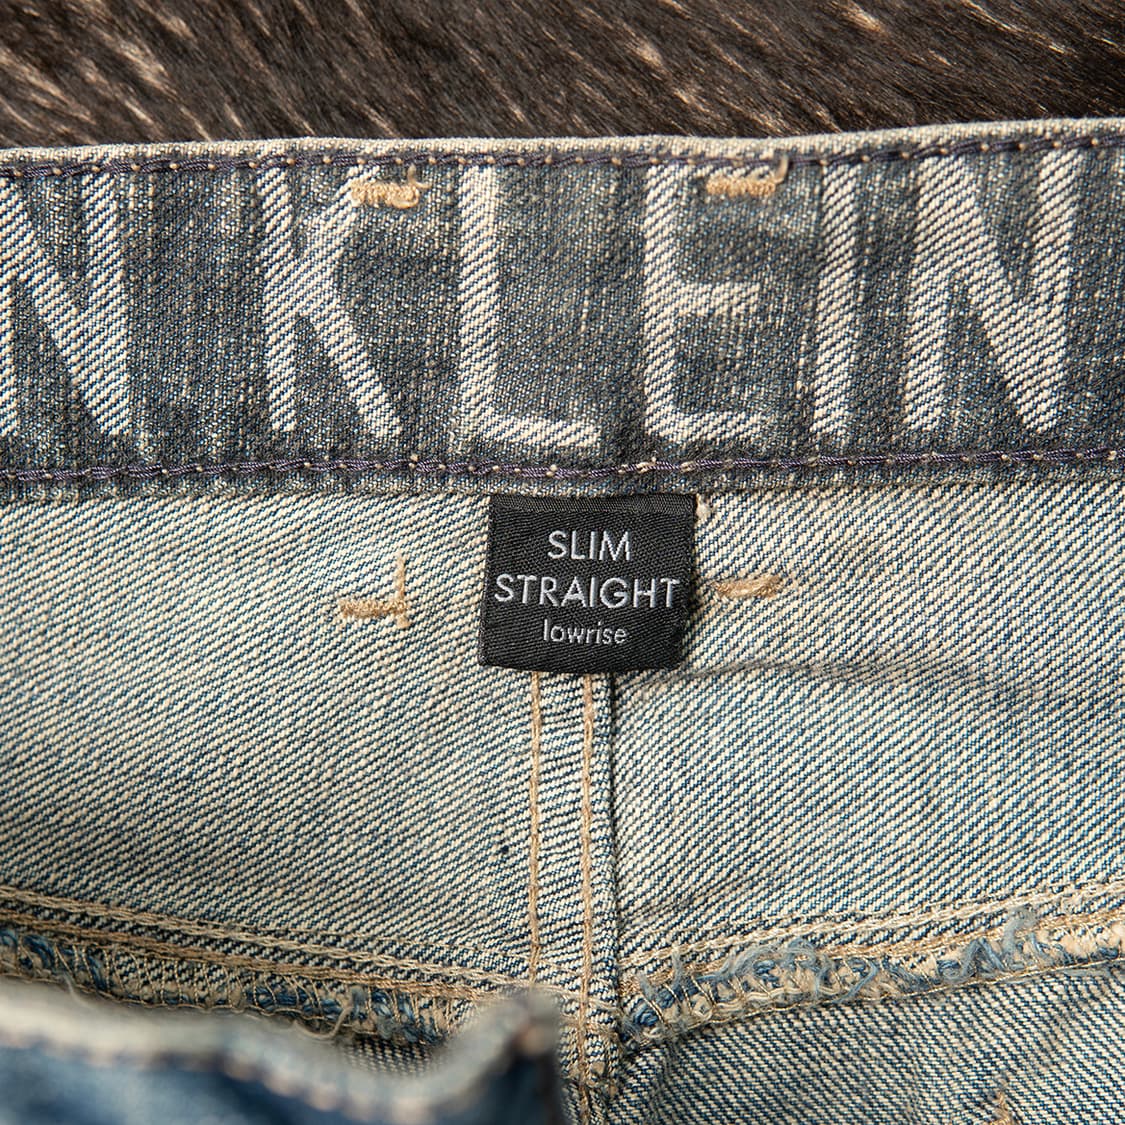 N KLEIN
SLIM
STRAIGHT
lowrise